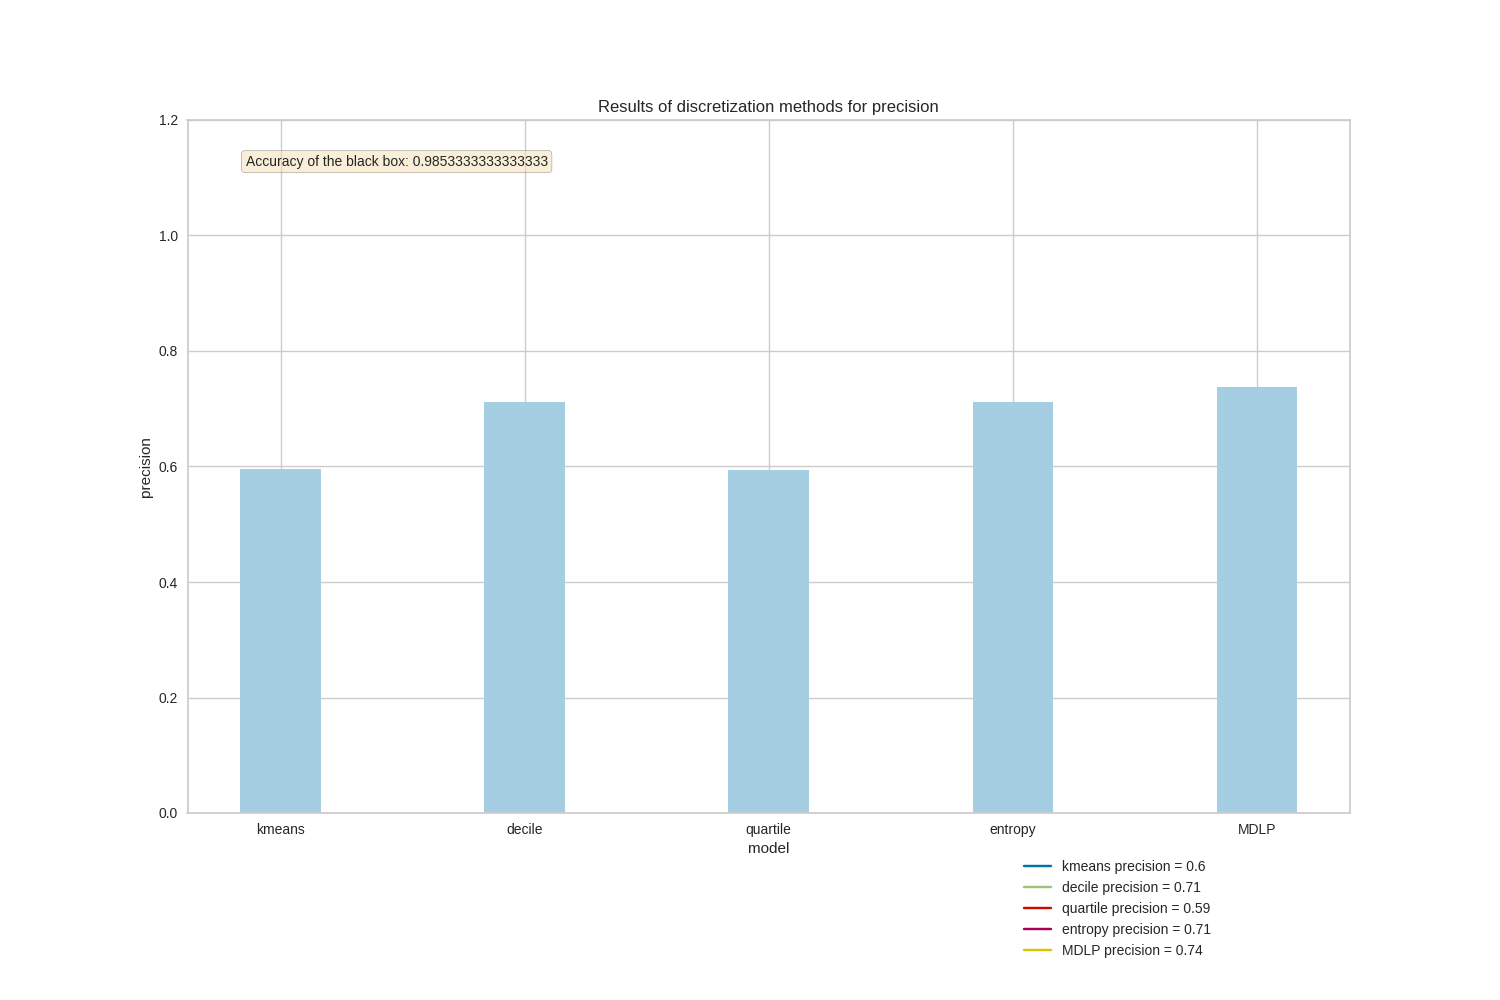 Results of discretization methods for precision
1.2
Accuracy of the black box: 0.9853333333333333
1.0
0.8
0.6
precision
0.4
0.2
0.0
kmeans decile quartile entropy MDLP
model
kmeans precision = 0.6
decile precision = 0.71
quartile precision = 0.59
entropy precision = 0.71
MDLP precision = 0.74